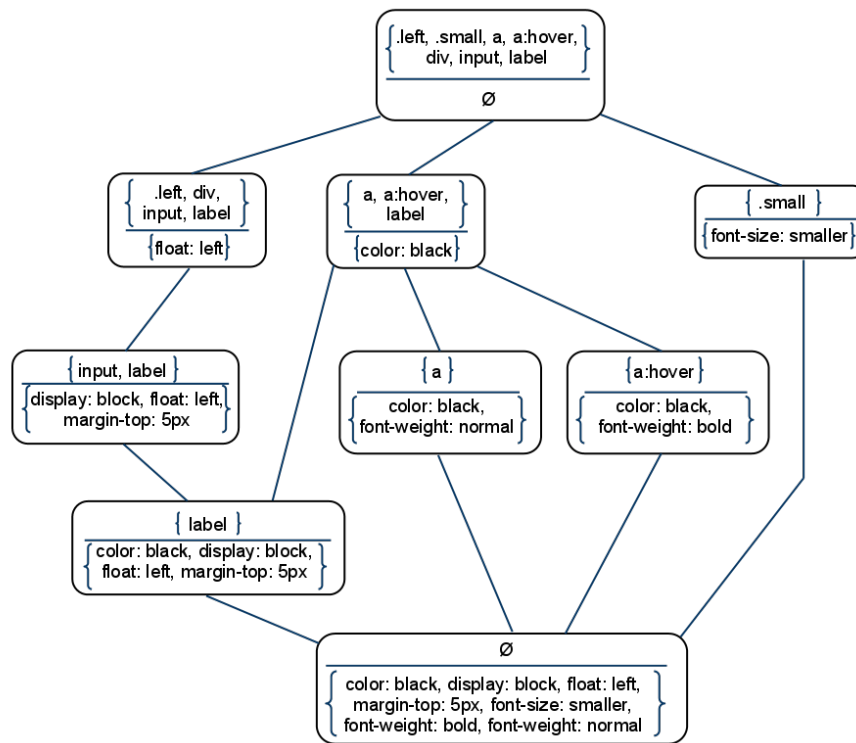 {.left, .small, a, a:hover,
div, input, label}
Ø
{.left, div,
input, label}
{float: left}
{a, a:hover,
label}
{color: black}
{ .small }
{font-size: smaller}
{input, label}
{display: block, float: left,
margin-top: 5px}
{a }
{color: black,
font-weight: normal}
{a:hover}
{color: black,
font-weight: bold}
{ label }
{color: black, display: block,
float: left, margin-top: 5px}
Ø
{color: black, display: block, float: left,
margin-top: 5px, font-size: smaller,
font-weight: bold, font-weight: normal}